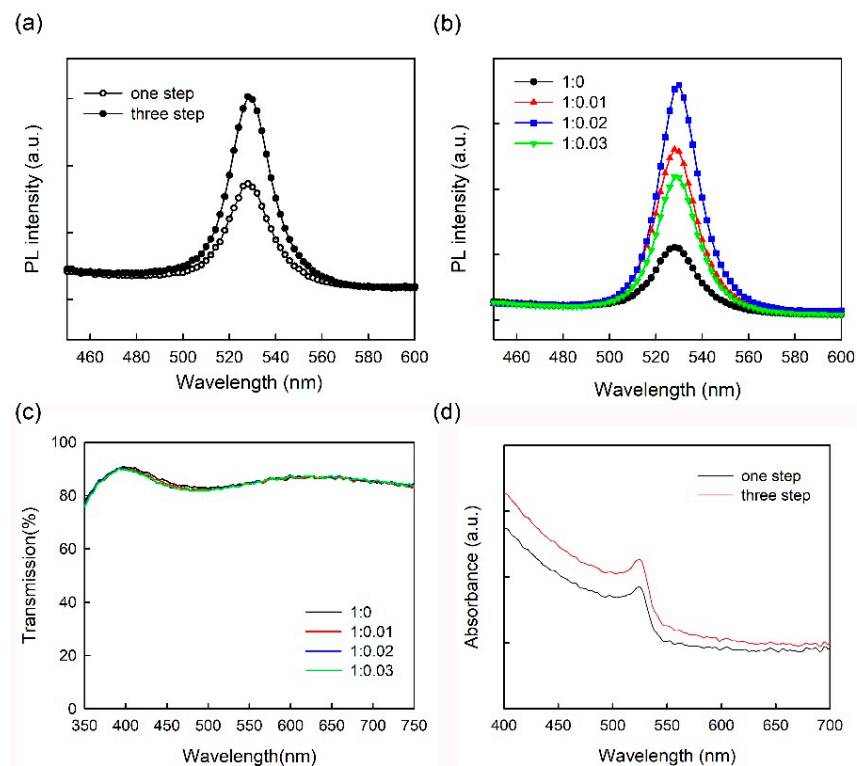 (a)
PL intensity (a.u.)
one step
three step
460 480 500 520 540 560 580 600
Wavelength (nm)
(b)
PL intensity (a.u.)
1:0
1:0.01
1:0.02
1:0.03
460 480 500 520 540 560 580 600
Wavelength (nm)
(c)
Transmission(%)
100
80
60
40
20
0
1:0
1:0.01
1:0.02
1:0.03
350 400 450 500 550 600 650 700 750
Wavelength(nm)
(d)
Absorbance (a.u.)
one step
three step
400 450 500 550 600 650 700
Wavelength (nm)